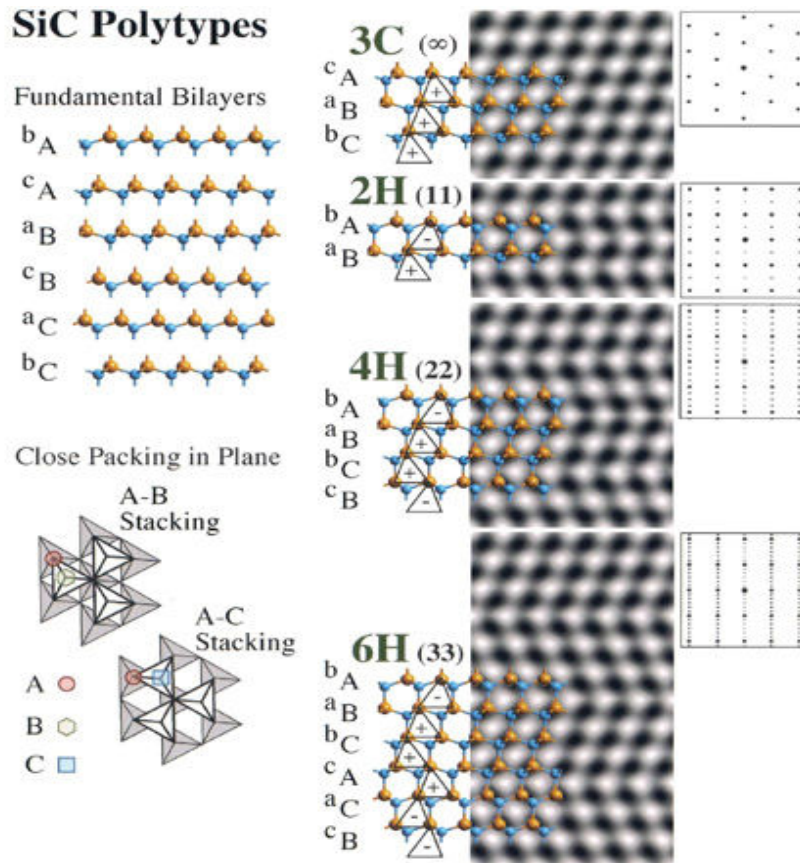 SiC Polytypes
Fundamental Bilayers
bA
cA
aB
cB
aC
bC
Close Packing in Plane
A-B
Stacking
A-C
Stacking
A
B
C
3C (∞)
cA
+
aB
+
bC
+
2H (11)
bA
-
aB
+
4H (22)
bA
-
aB
+
bC
+
cB
-
6H (33)
bA
-
aB
+
bC
+
cA
+
aC
-
cB
-